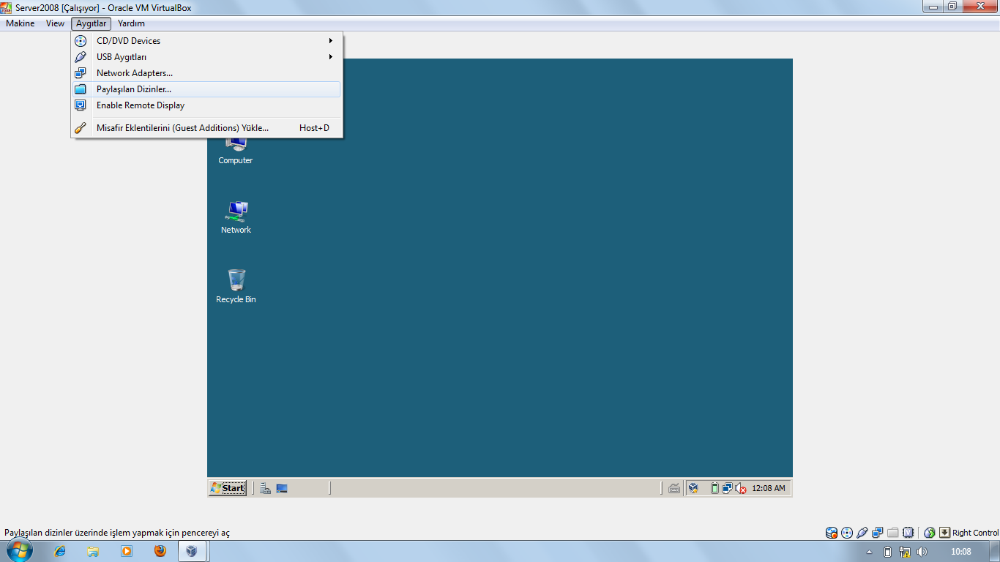 Server2008 [Çalışıyor] - Oracle VM VirtualBox
Makine View Aygıtlar Yardım
CD/DVD Devices
USB Aygıtları
Network Adapters...
Paylaşılan Dizinler...
Enable Remote Display
Misafir Eklentilerini (Guest Additions) Yükle... Host+D
Computer
Network
Recycle Bin
Start 12:08 AM
Paylaşılan dizinler üzerinde işlem yapmak için pencereyi aç Right Control
10:08